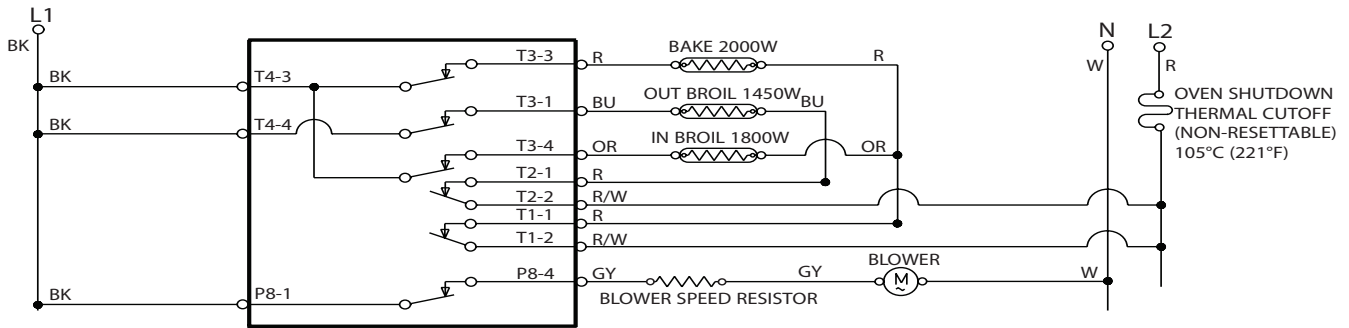 L1
BK
BK
T4-3
T3-3
R
BAKE 2000W
R
N
W
L2
R
OVEN SHUTDOWN
THERMAL CUTOFF
(NON-RESETTABLE)
105°C (221°F)
T3-1
BU
OUT BROIL 1450W
BU
BK
T4-4
T3-4
OR
IN BROIL 1800W
OR
T2-1
R
T2-2
R/W
T1-1
R
T1-2
R/W
BK
P8-1
P8-4
GY
BLOWER SPEED RESISTOR
GY
BLOWER
M
~
W